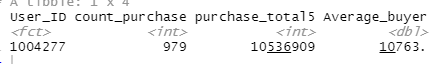 A tibble: 1 x 4
User_ID count_purchase purchase_total5 Average_buyer
<fct> <int> <int> <dbl>
1004277 979 10536909 10763.